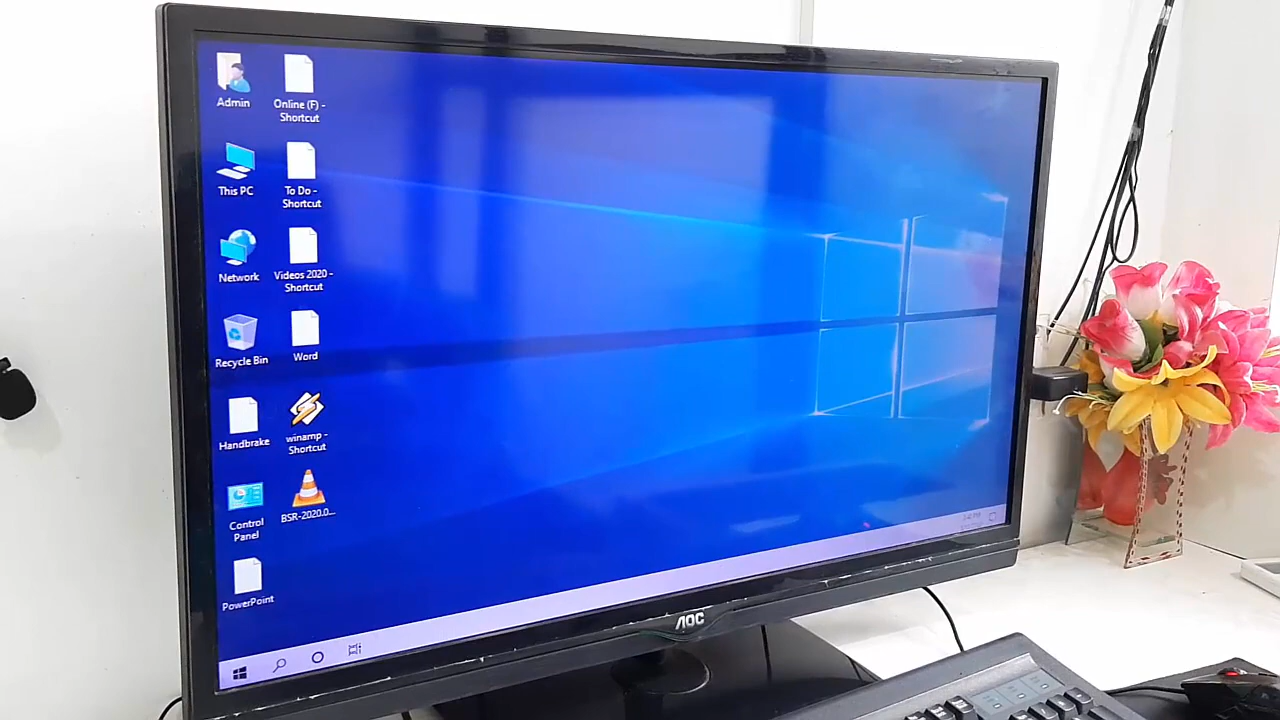 Admin
Online (F) -
Shortcut
This PC
To Do -
Shortcut
Network
Videos 2020 -
Shortcut
Recycle Bin
Word
Handbrake
winamp -
Shortcut
Control
Panel
BSR-2020.0...
PowerPoint
AOC